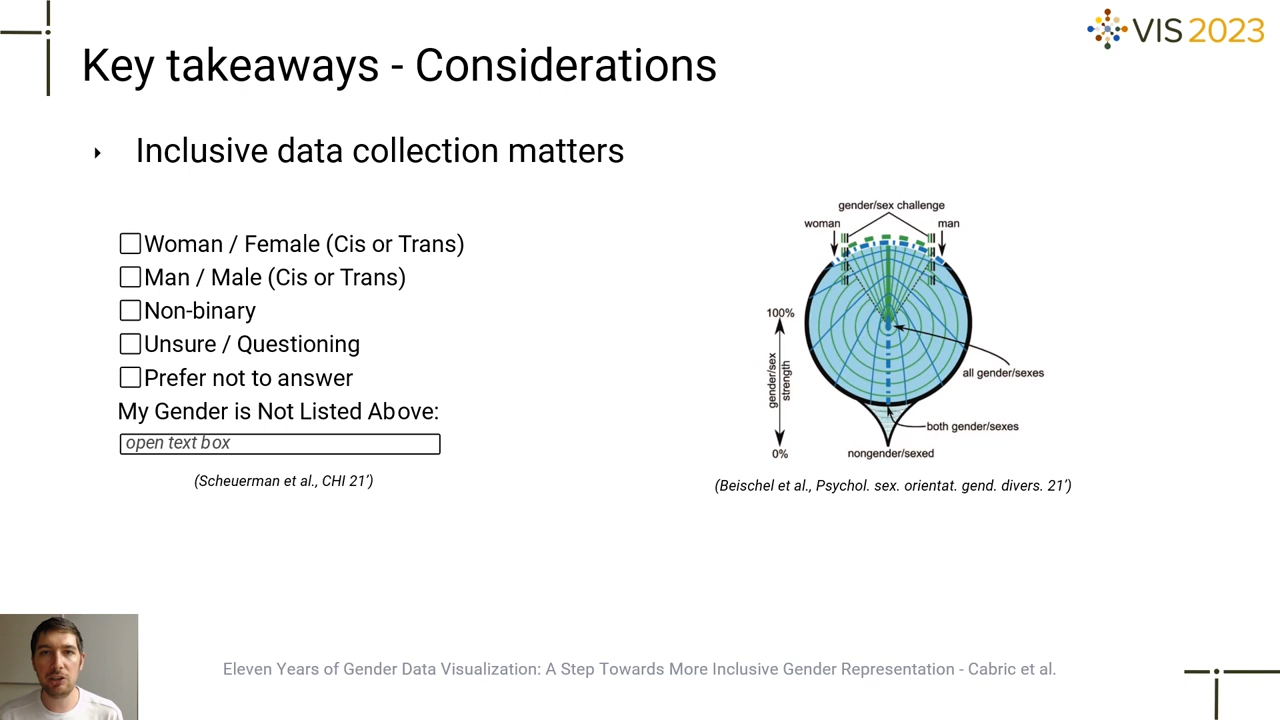 VIS 2023
Key takeaways - Considerations
Inclusive data collection matters
Woman / Female (Cis or Trans)
Man / Male (Cis or Trans)
Non-binary
Unsure / Questioning
Prefer not to answer
My Gender is Not Listed Above:
open text box
(Scheuerman et al., CHI 21’)
gender/sex challenge
woman
man
100%
gender/sex
strength
0%
all gender/sexes
both gender/sexes
nongender/sexed
(Beischel et al., Psychol. sex. orientat. gend. divers. 21’)
Eleven Years of Gender Data Visualization: A Step Towards More Inclusive Gender Representation - Cabric et al.